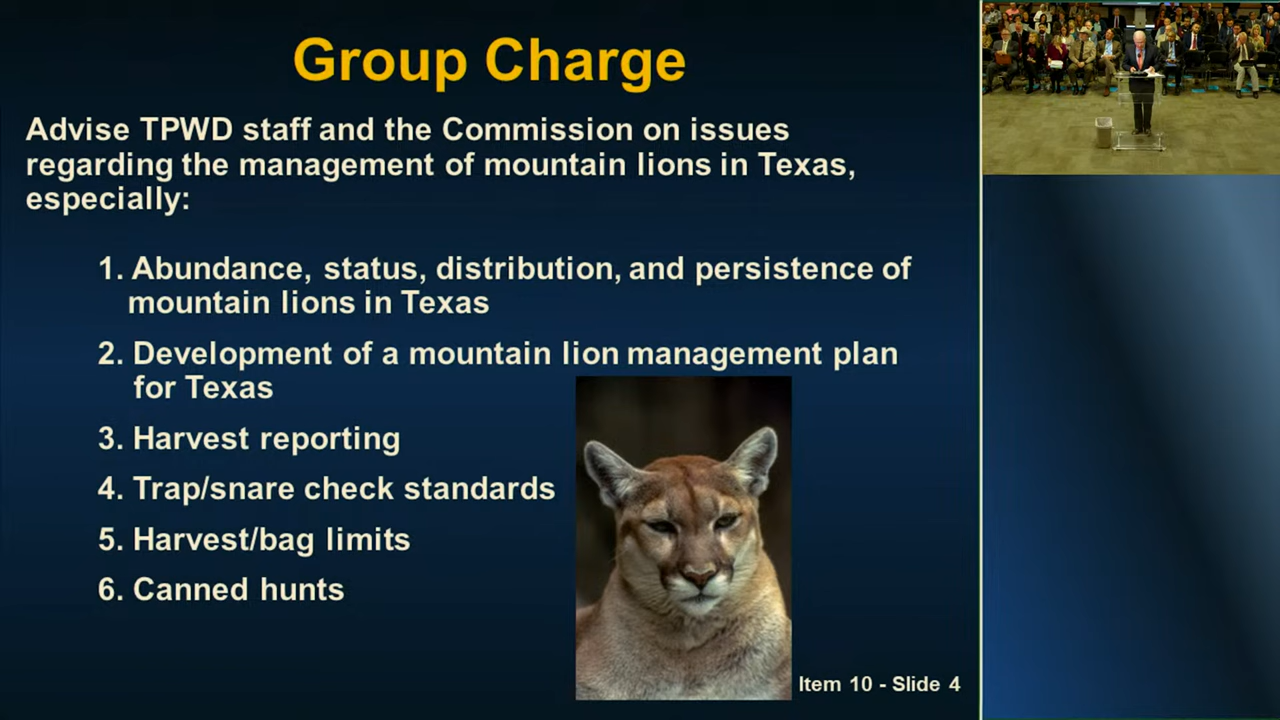 Group Charge
Advise TPWD staff and the Commission on issues
regarding the management of mountain lions in Texas,
especially:
1. Abundance, status, distribution, and persistence of
mountain lions in Texas
2. Development of a mountain lion management plan
for Texas
3. Harvest reporting
4. Trap/snare check standards
5. Harvest/bag limits
6. Canned hunts
Item 10 - Slide 4